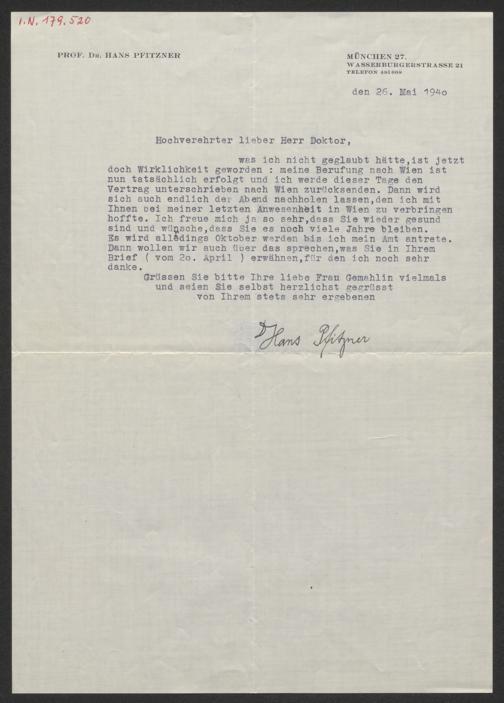 I.N. 179.520
PROF. DR. HANS PFITZNER
MÜNCHEN 27,
WASSERBURGERSTRASSE 21
TELEFON 481808
den 26. Mai 1940
Hochverehrter lieber Herr Doktor,
was ich nicht geglaubt hätte,ist jetzt
doch Wirklichkeit geworden : meine Berufung nach Wien ist
nun tatsächlich erfolgt und ich werde dieser Tage den
Vertrag unterschrieben nach Wien zurücksenden. Dann wird
sich auch endlich der Abend nachholen lassen,den ich mit
Ihnen bei meiner letzten Anwesenheit in Wien zu verbringen
hoffte. Ich freue mich ja so sehr,dass Sie wieder gesund
sind und wünsche,dass Sie es noch viele Jahre bleiben.
Es wird alledings Oktober werden bis ich mein Amt antrete.
Dann wollen wir auch über das sprechen,was Sie in Ihrem
Brief ( vom 2o. April ) erwähnen,für den ich noch sehr
danke.
Grüssen Sie bitte Ihre liebe Frau Gemahlin vielmals
und seien Sie selbst herzlichst gegrüsst
von Ihrem stets sehr ergebenen
Dr Hans Pfitzner